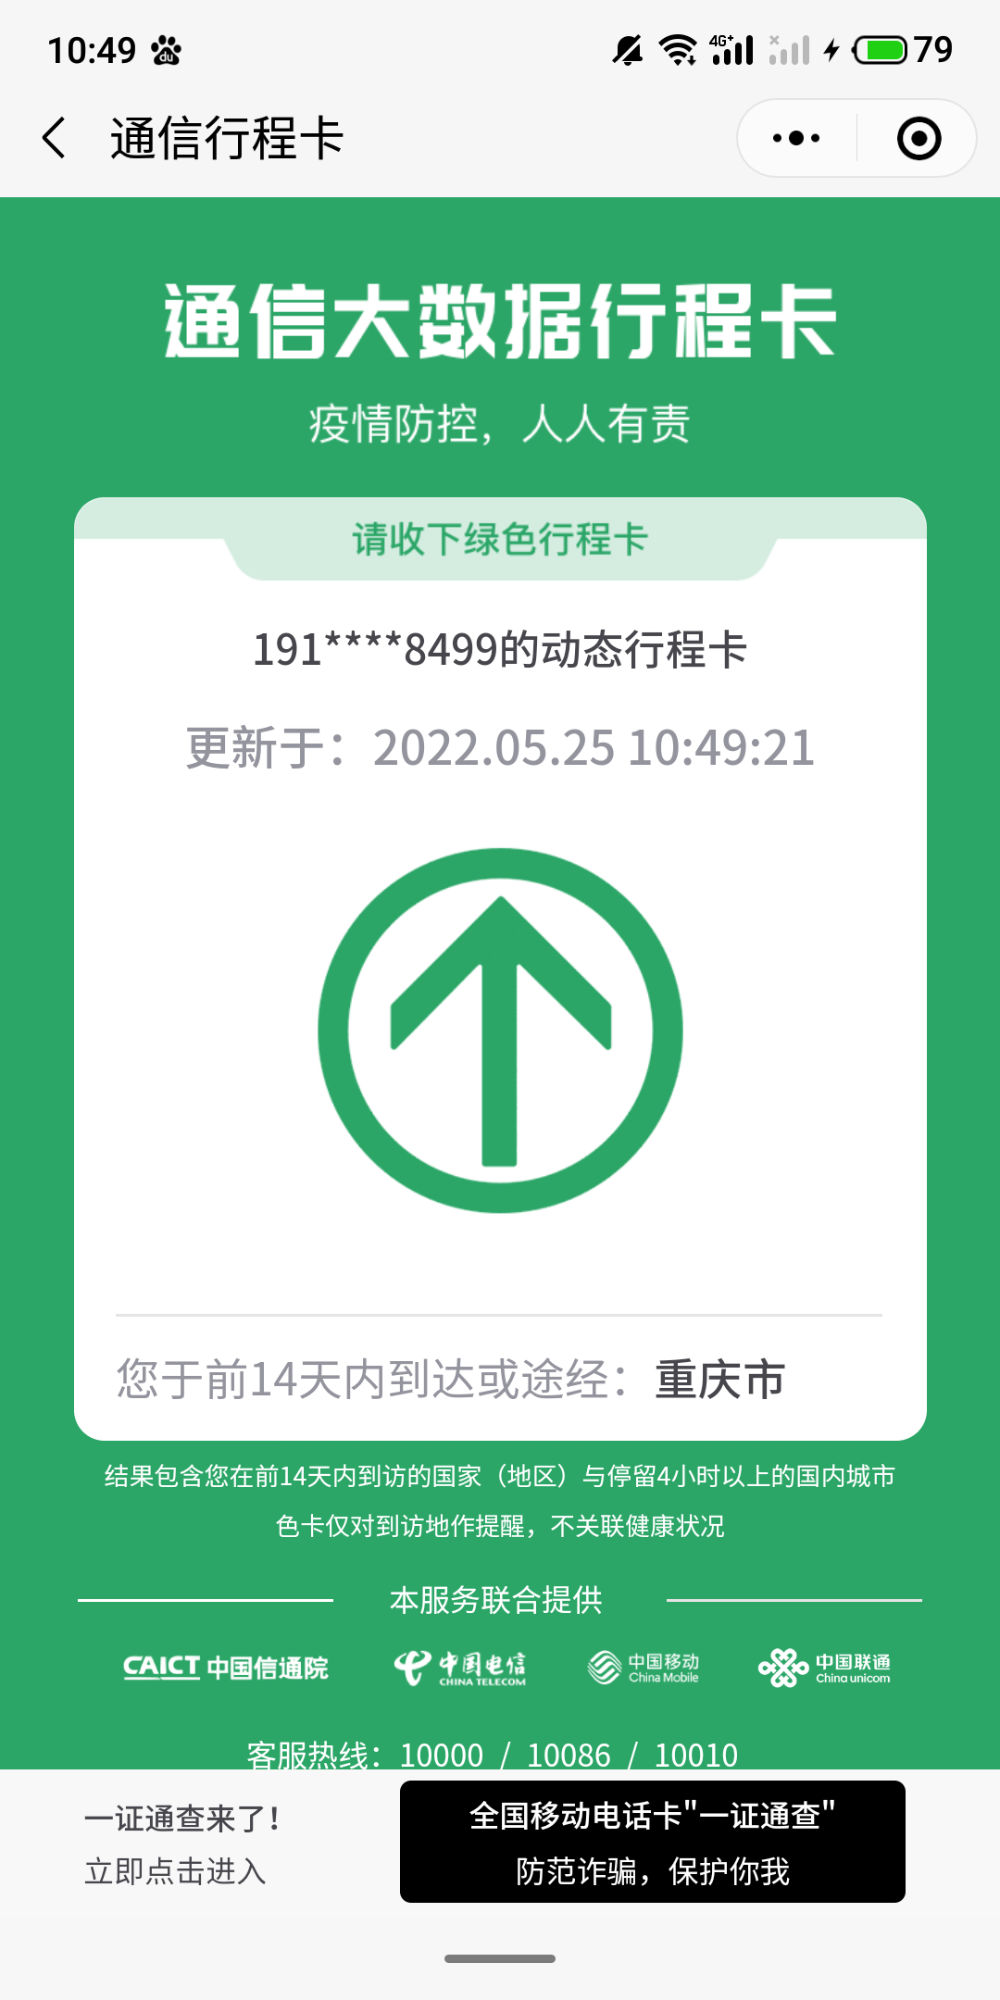 10:49
4G+
79
通信行程卡
通信大数据行程卡
疫情防控，人人有责
请收下绿色行程卡
191****8499的动态行程卡
更新于：2022.05.25 10:49:21
您于前14天内到达或途经：重庆市
结果包含您在前14天内到访的国家（地区）与停留4小时以上的国内城市
色卡仅对到访地作提醒，不关联健康状况
本服务联合提供
CAICT 中国信通院
中国电信
CHINA TELECOM
中国移动
China Mobile
中国联通
China unicom
客服热线：10000 / 10086 / 10010
一证通查来了！
立即点击进入
全国移动电话卡"一证通查"
防范诈骗，保护你我